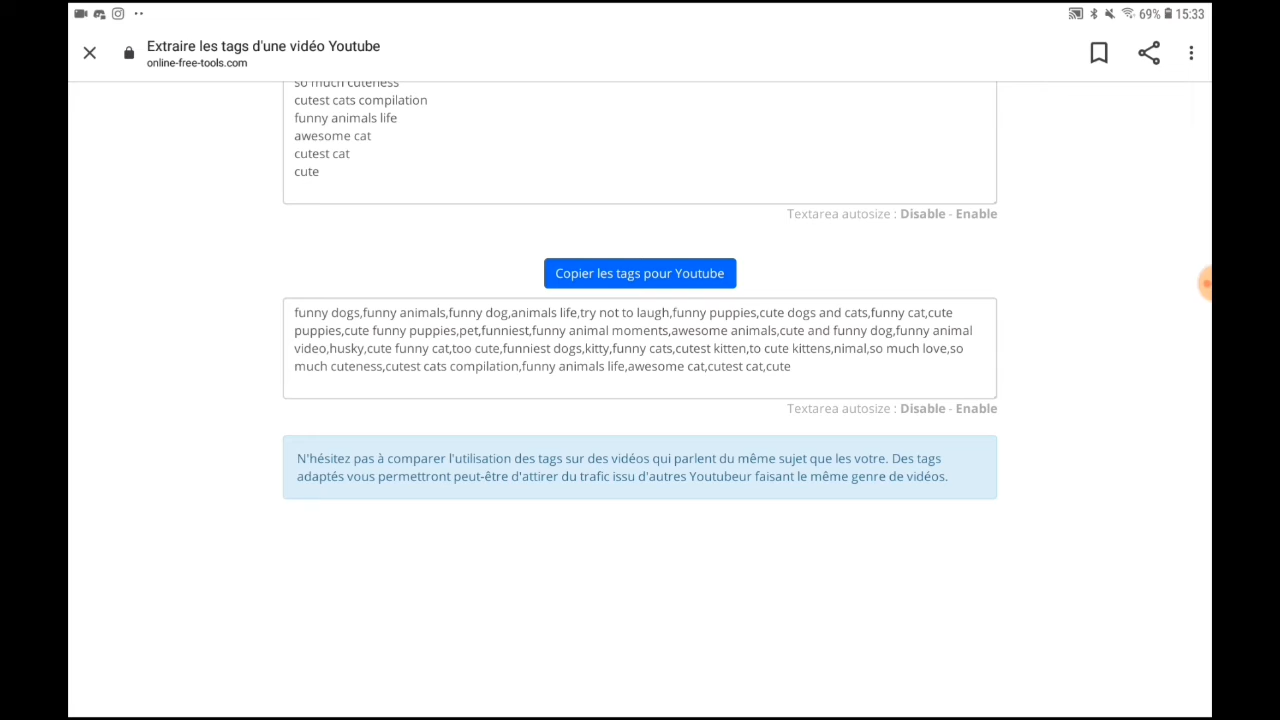 69% 15:33
Extraire les tags d'une vidéo Youtube
online-free-tools.com
so much cuteness
cutest cats compilation
funny animals life
awesome cat
cutest cat
cute
Textarea autosize : Disable - Enable
Copier les tags pour Youtube
funny dogs,funny animals,funny dog,animals life,try not to laugh,funny puppies,cute dogs and cats,funny cat,cute
puppies,cute funny puppies,pet,funniest,funny animal moments,awesome animals,cute and funny dog,funny animal
video,husky,cute funny cat,too cute,funniest dogs,kitty,funny cats,cutest kitten,to cute kittens,nimal,so much love,so
much cuteness,cutest cats compilation,funny animals life,awesome cat,cutest cat,cute
Textarea autosize : Disable - Enable
N'hésitez pas à comparer l'utilisation des tags sur des vidéos qui parlent du même sujet que les votre. Des tags
adaptés vous permettront peut-être d'attirer du trafic issu d'autres Youtubeur faisant le même genre de vidéos.